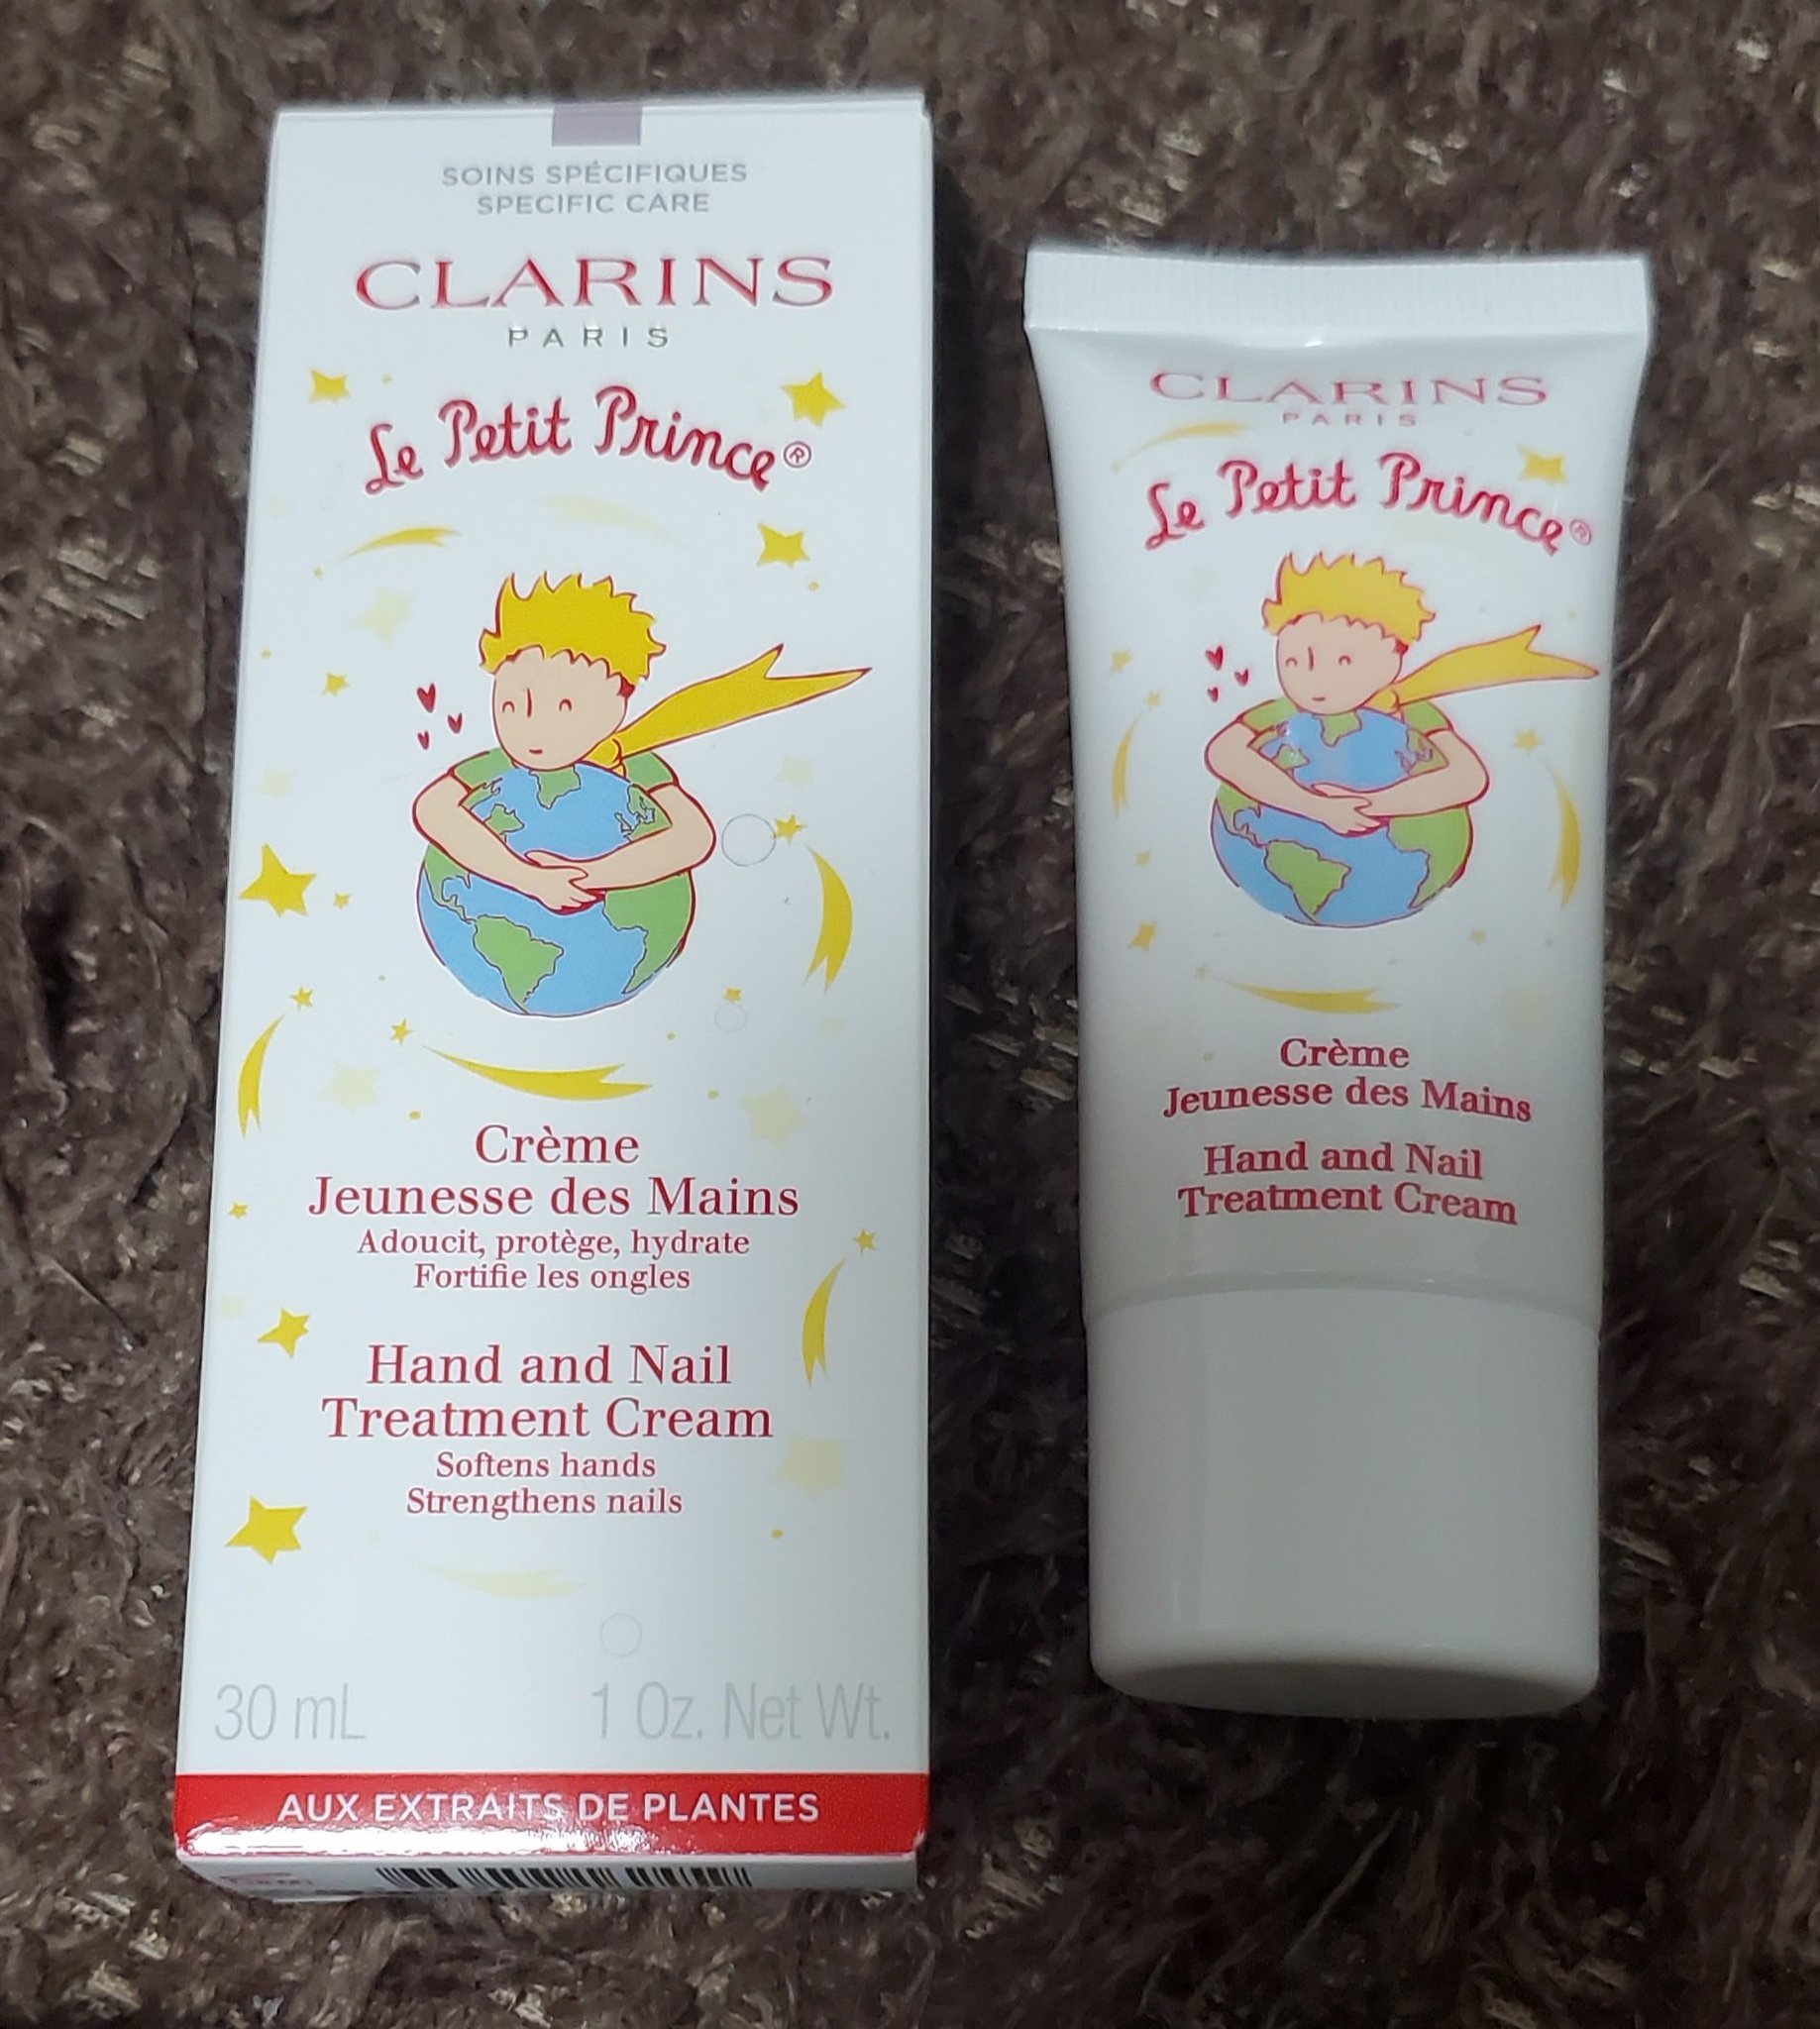 SOINS SPÉCIFIQUES
SPECIFIC CARE
CLARINS
PARIS
Le Petit Prince®
Crème
Jeunesse des Mains
Adoucit, protège, hydrate
Fortifie les ongles
Hand and Nail
Treatment Cream
Softens hands
Strengthens nails
30 mL 1 Oz. Net Wt.
AUX EXTRAITS DE PLANTES
CLARINS
PARIS
Le Petit Prince®
Crème
Jeunesse des Mains
Hand and Nail
Treatment Cream